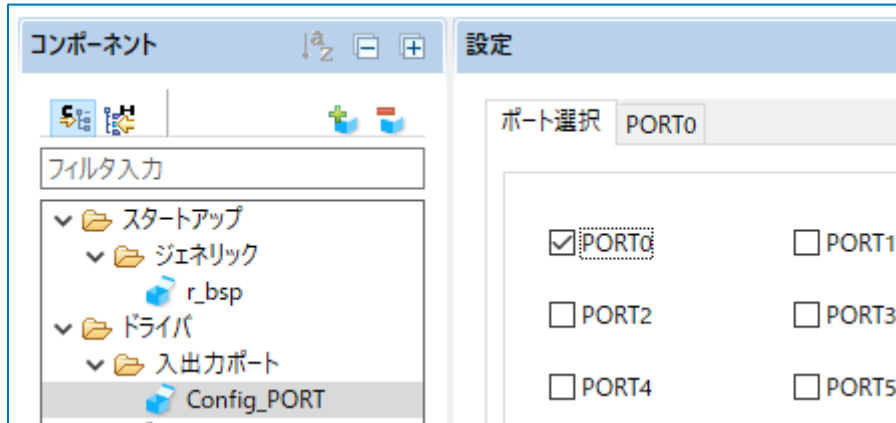 コンポーネント
設定
フィルタ入力
スタートアップ
ジェネリック
r_bsp
ドライバ
入出力ポート
Config_PORT
ポート選択 PORT0
PORT0 PORT1
PORT2 PORT3
PORT4 PORT5